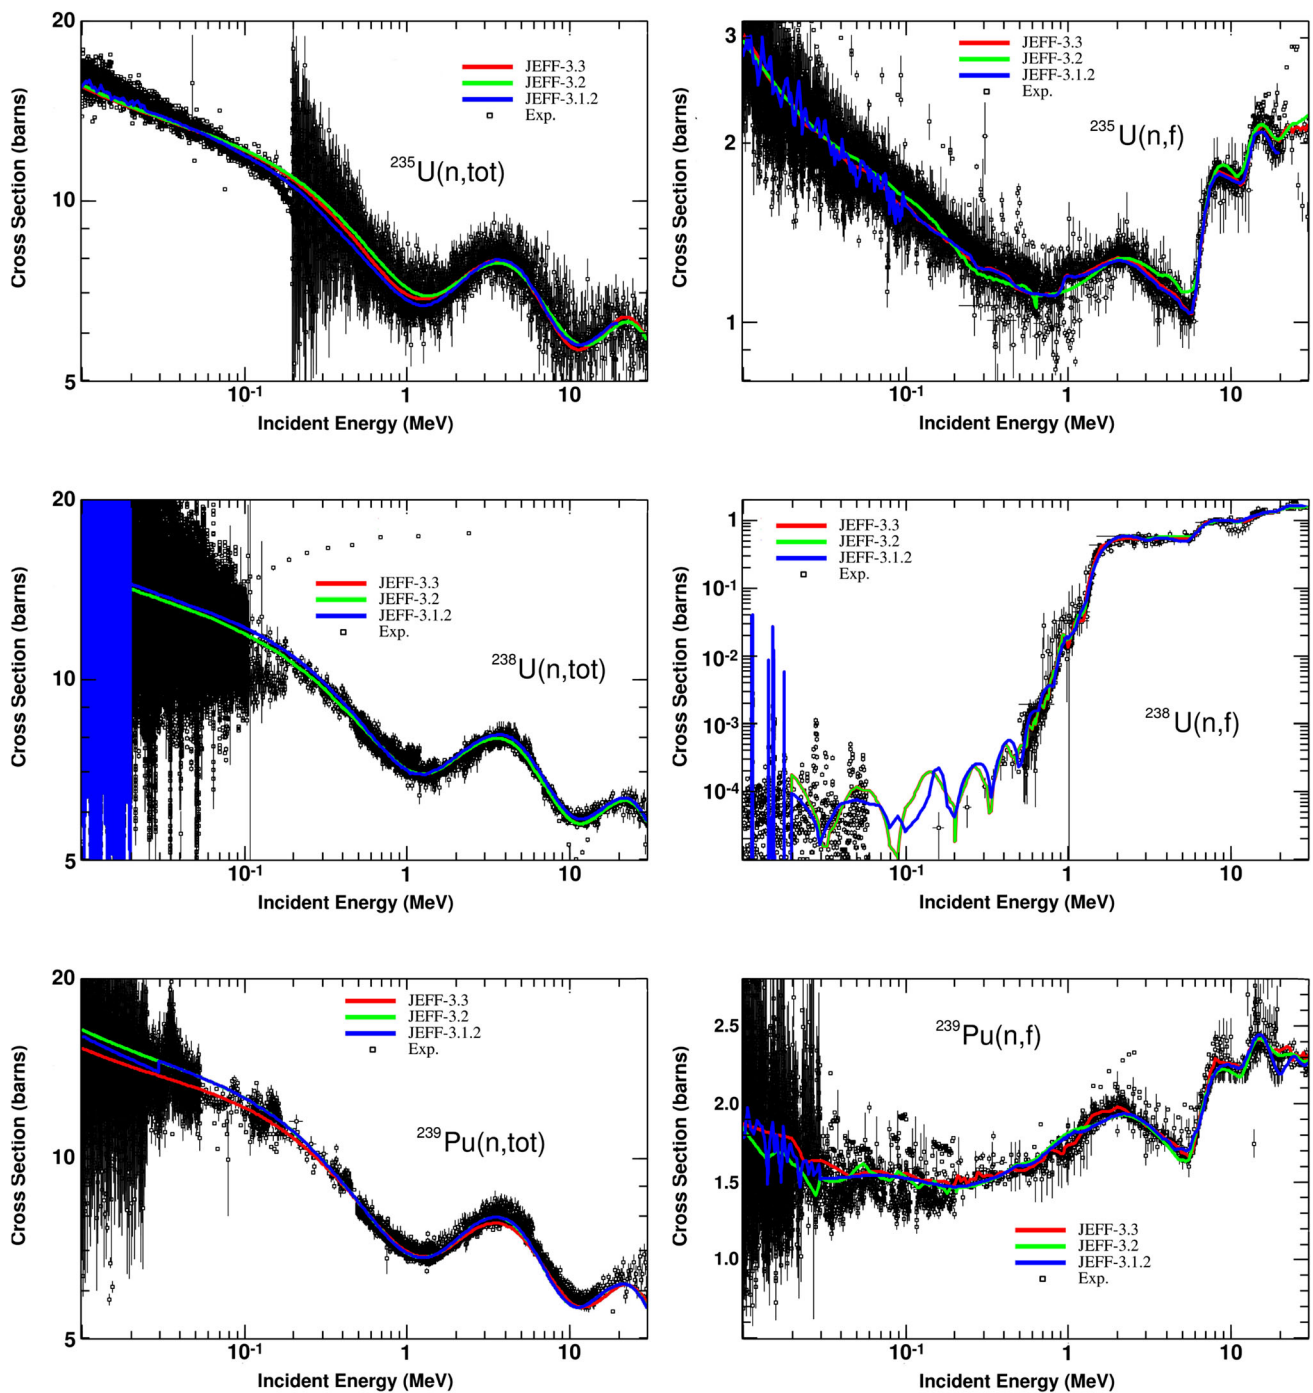 20
10
5
Cross Section (barns)
JEFF-3.3
JEFF-3.2
JEFF-3.1.2
Exp.
²³⁵U(n,tot)
10⁻¹ 1 10
Incident Energy (MeV)
3
2
1
Cross Section (barns)
JEFF-3.3
JEFF-3.2
JEFF-3.1.2
Exp.
²³⁵U(n,f)
10⁻¹ 1 10
Incident Energy (MeV)
20
10
5
Cross Section (barns)
JEFF-3.3
JEFF-3.2
JEFF-3.1.2
Exp.
²³⁸U(n,tot)
10⁻¹ 1 10
Incident Energy (MeV)
1
10⁻¹
10⁻²
10⁻³
10⁻⁴
Cross Section (barns)
JEFF-3.3
JEFF-3.2
JEFF-3.1.2
Exp.
²³⁸U(n,f)
10⁻¹ 1 10
Incident Energy (MeV)
20
10
5
Cross Section (barns)
JEFF-3.3
JEFF-3.2
JEFF-3.1.2
Exp.
²³⁹Pu(n,tot)
10⁻¹ 1 10
Incident Energy (MeV)
2.5
2.0
1.5
1.0
Cross Section (barns)
²³⁹Pu(n,f)
JEFF-3.3
JEFF-3.2
JEFF-3.1.2
Exp.
10⁻¹ 1 10
Incident Energy (MeV)